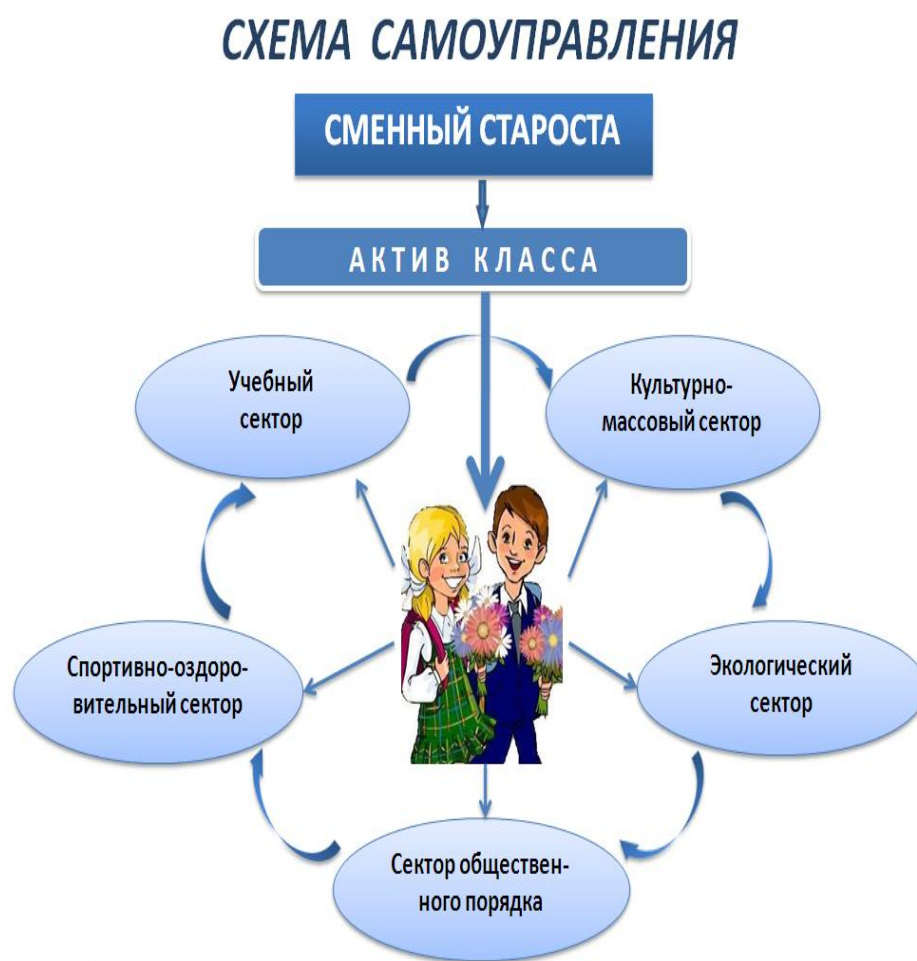 СХЕМА САМОУПРАВЛЕНИЯ
СМЕННЫЙ СТАРОСТА
АКТИВ КЛАССА
Учебный
сектор
Культурно-
массовый сектор
Спортивно-оздоро-
вительный сектор
Экологический
сектор
Сектор обществен-
ного порядка